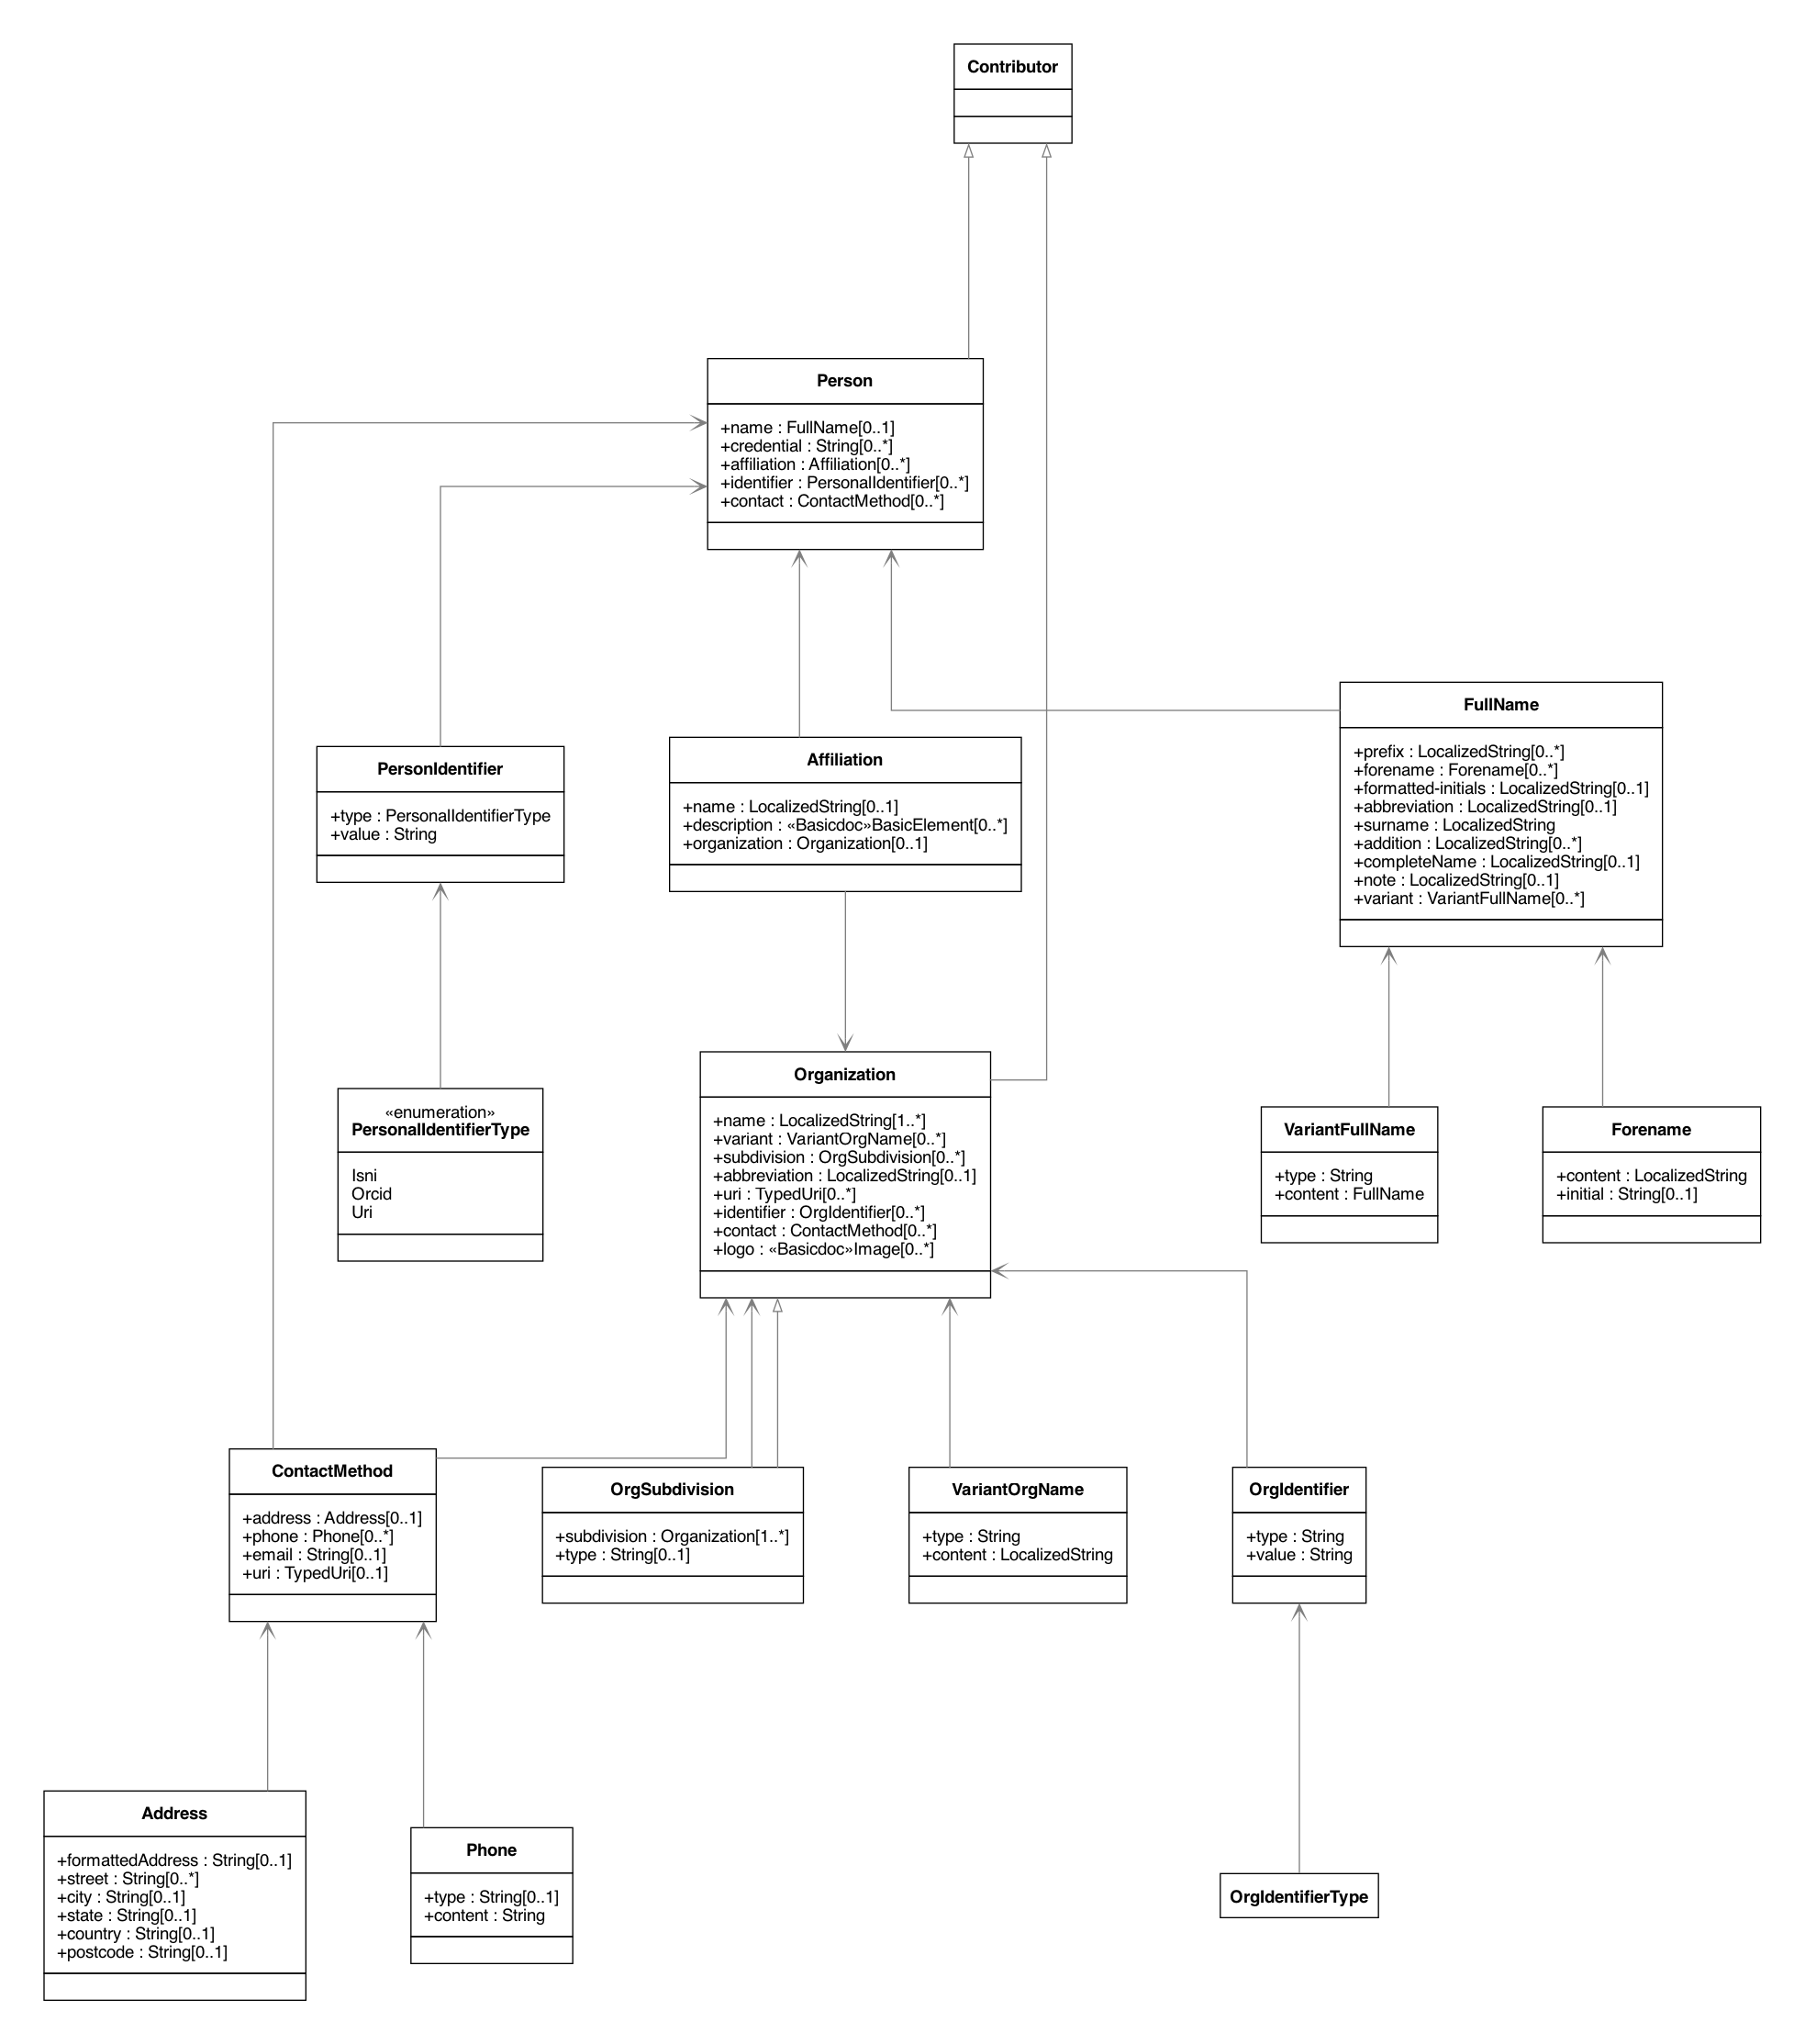 Contributor
Person
+name : FullName[0..1]
+credential : String[0..*]
+affiliation : Affiliation[0..*]
+identifier : PersonalIdentifier[0..*]
+contact : ContactMethod[0..*]
FullName
+prefix : LocalizedString[0..*]
+forename : Forename[0..*]
+formatted-initials : LocalizedString[0..1]
+abbreviation : LocalizedString[0..1]
+surname : LocalizedString
+addition : LocalizedString[0..*]
+completeName : LocalizedString[0..1]
+note : LocalizedString[0..1]
+variant : VariantFullName[0..*]
PersonIdentifier
+type : PersonalIdentifierType
+value : String
Affiliation
+name : LocalizedString[0..1]
+description : «Basicdoc»BasicElement[0..*]
+organization : Organization[0..1]
«enumeration»
PersonalIdentifierType
Isni
Orcid
Uri
Organization
+name : LocalizedString[1..*]
+variant : VariantOrgName[0..*]
+subdivision : OrgSubdivision[0..*]
+abbreviation : LocalizedString[0..1]
+uri : TypedUri[0..*]
+identifier : OrgIdentifier[0..*]
+contact : ContactMethod[0..*]
+logo : «Basicdoc»Image[0..*]
VariantFullName
+type : String
+content : FullName
Forename
+content : LocalizedString
+initial : String[0..1]
ContactMethod
+address : Address[0..1]
+phone : Phone[0..*]
+email : String[0..1]
+uri : TypedUri[0..1]
OrgSubdivision
+subdivision : Organization[1..*]
+type : String[0..1]
VariantOrgName
+type : String
+content : LocalizedString
OrgIdentifier
+type : String
+value : String
Address
+formattedAddress : String[0..1]
+street : String[0..*]
+city : String[0..1]
+state : String[0..1]
+country : String[0..1]
+postcode : String[0..1]
Phone
+type : String[0..1]
+content : String
OrgIdentifierType